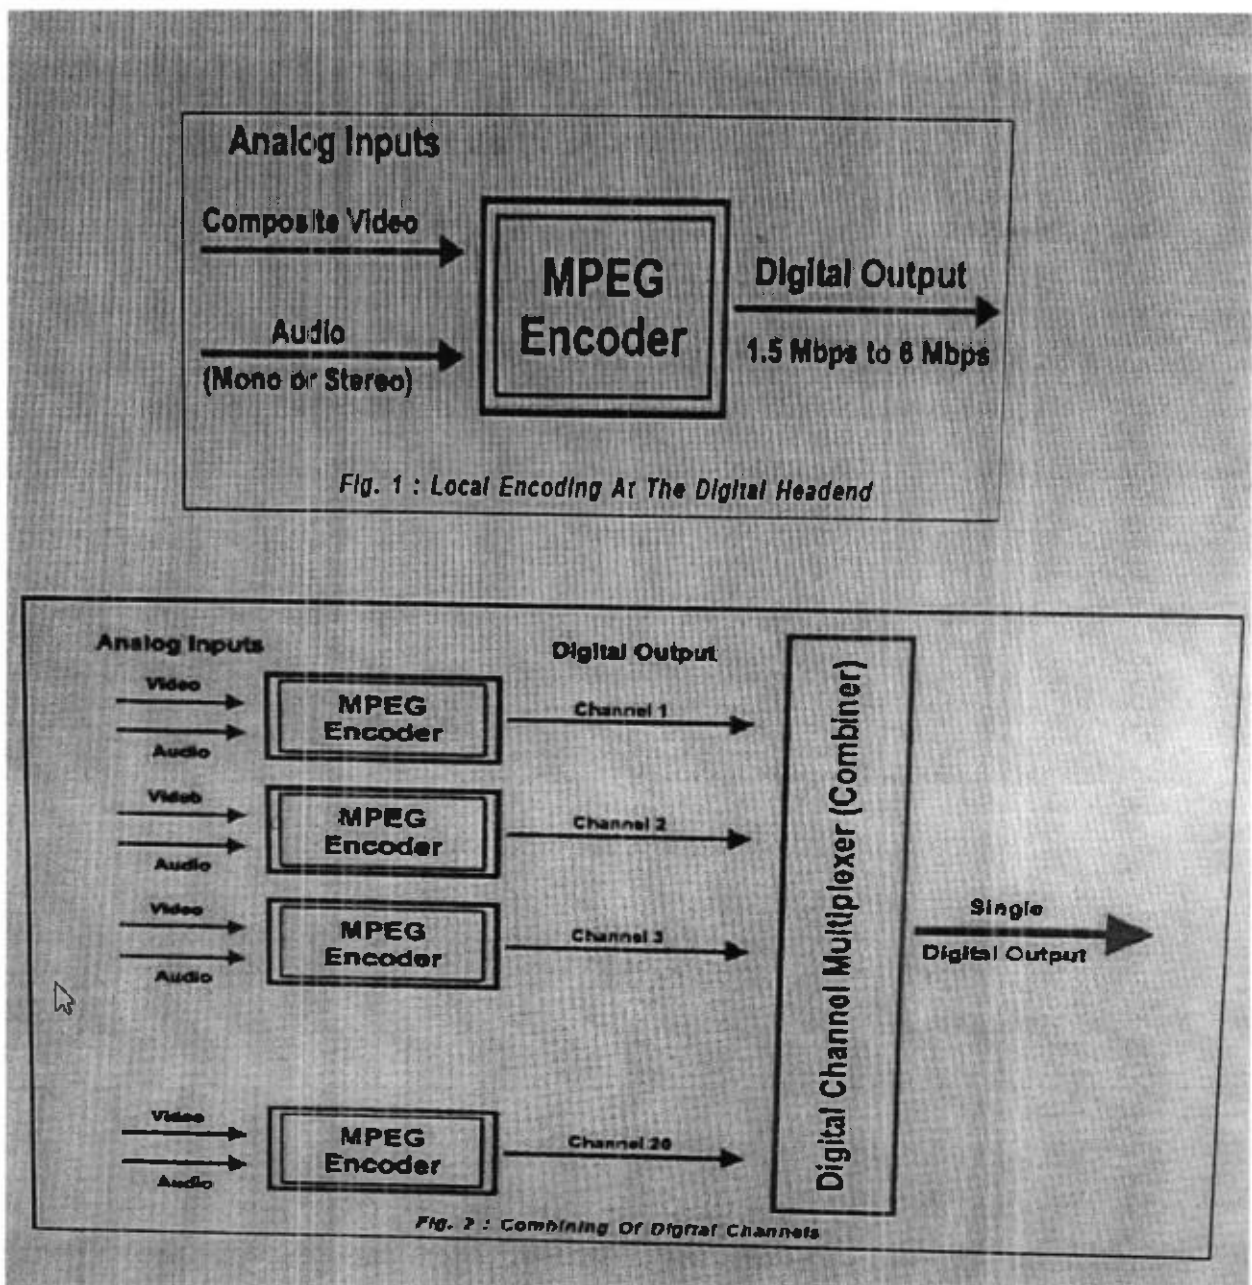 Analog Inputs
Composite Video
Audio
(Mono or Stereo)
MPEG
Encoder
Digital Output
1.5 Mbps to 6 Mbps
Fig. 1 : Local Encoding At The Digital Headend
Analog Inputs
Digital Output
Video
Audio
MPEG
Encoder
Channel 1
Video
Audio
MPEG
Encoder
Channel 2
Video
Audio
MPEG
Encoder
Channel 3
Video
Audio
MPEG
Encoder
Channel 20
Digital Channel Multiplexer (Combiner)
Single
Digital Output
Fig. 2 : Combining Of Digital Channels